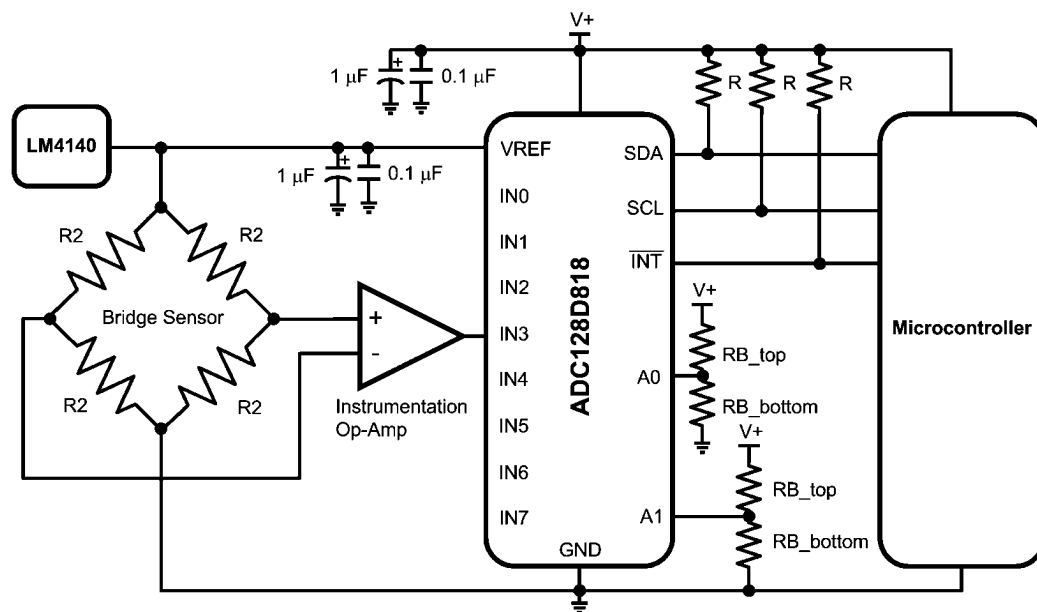 V+
1 μF
+
0.1 μF
R
R
R
LM4140
VREF
SDA
1 μF
+
0.1 μF
IN0
SCL
R2
R2
IN1
INT
IN2
V+
Bridge Sensor
+
-
IN3
ADC128D818
Microcontroller
RB_top
IN4
A0
R2
R2
Instrumentation
Op-Amp
RB_bottom
IN5
V+
IN6
RB_top
IN7
A1
RB_bottom
GND